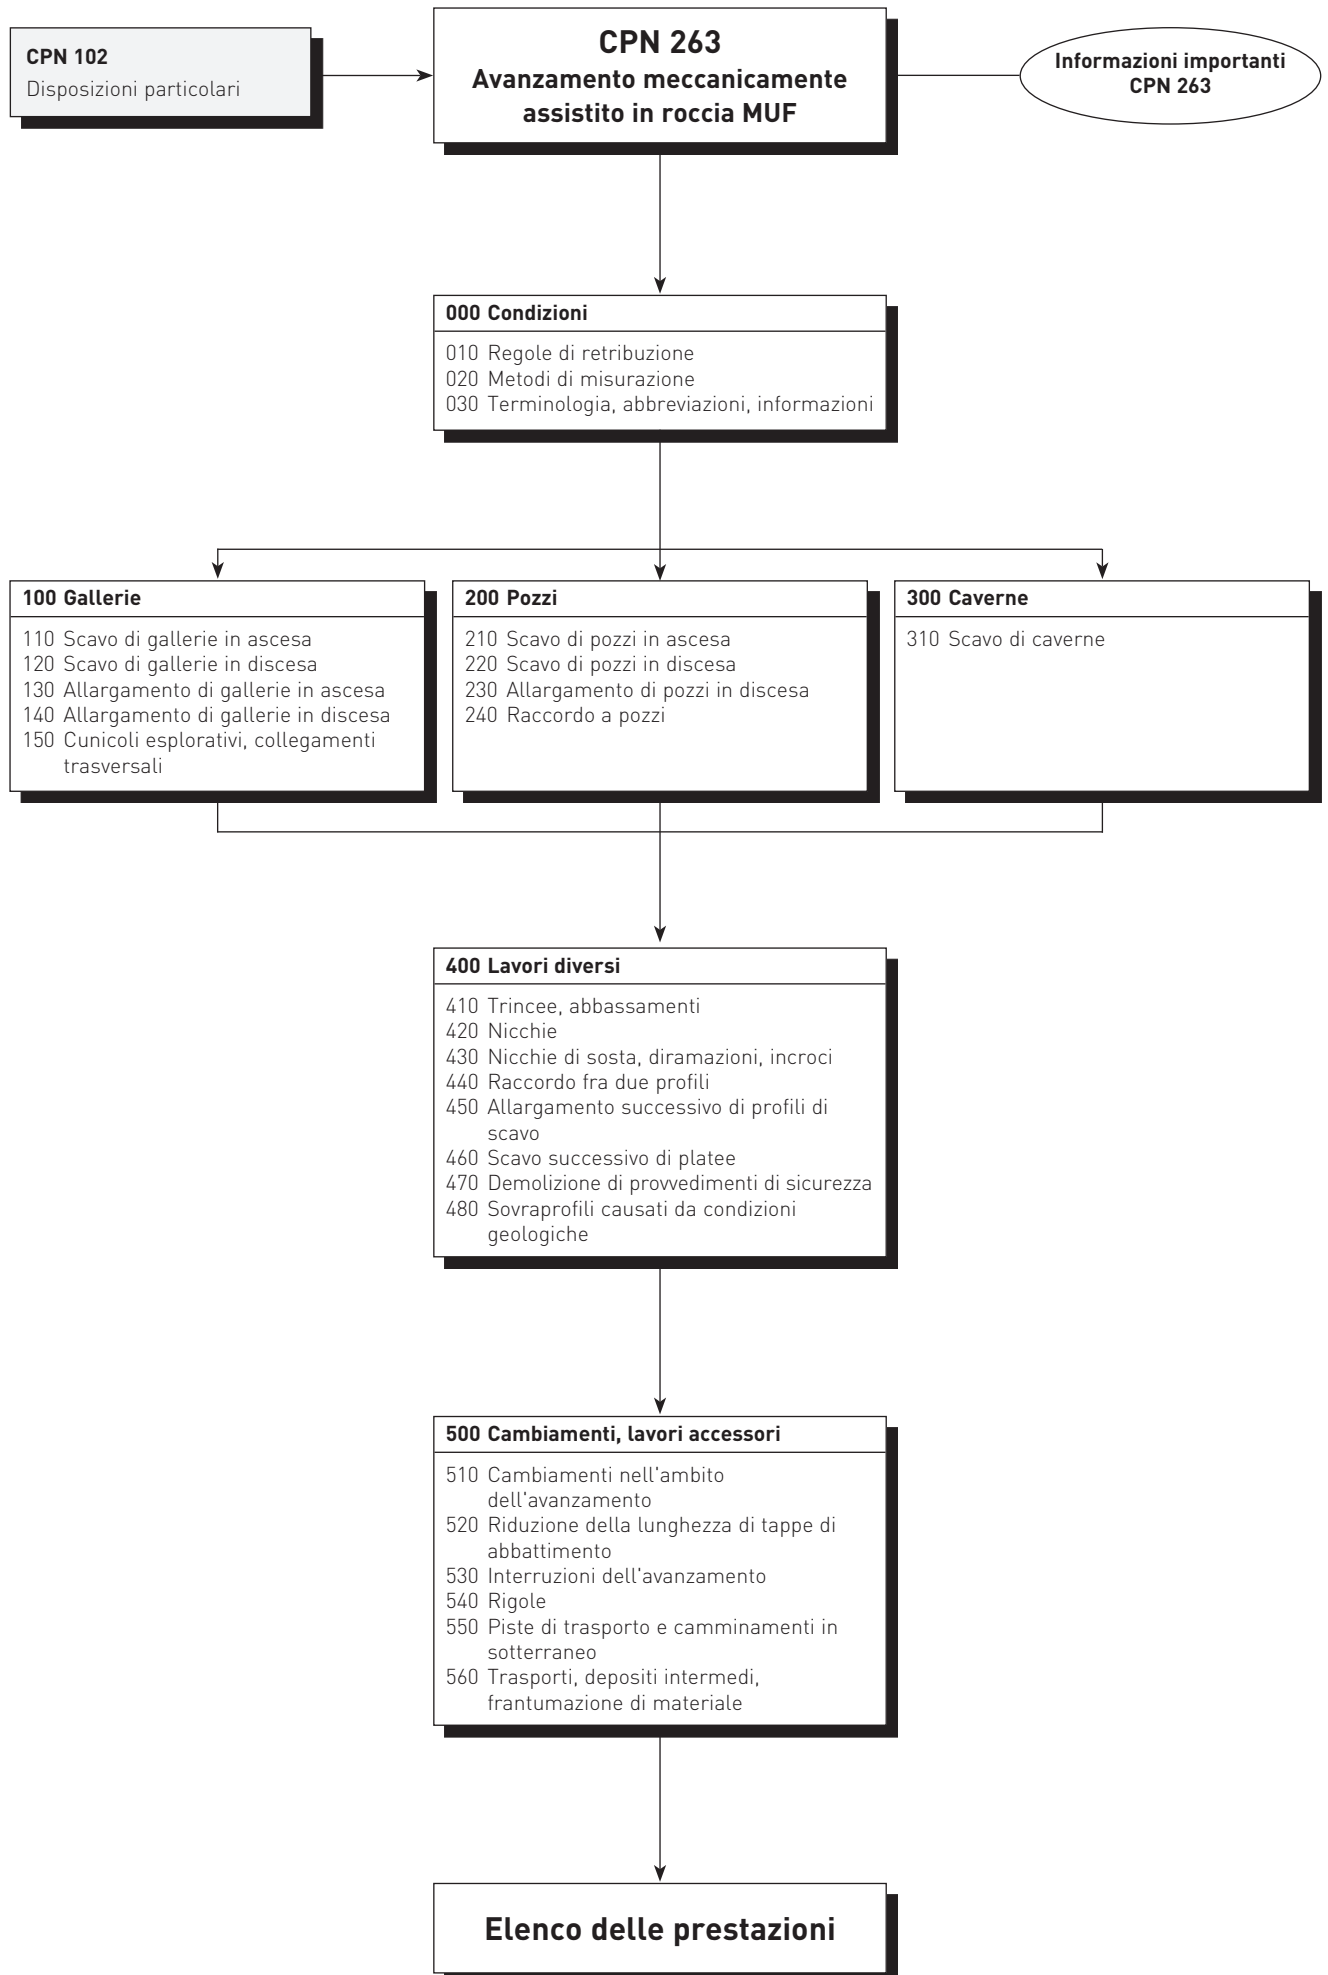 CPN 102
Disposizioni particolari
CPN 263
Avanzamento meccanicamente
assistito in roccia MUF
Informazioni importanti
CPN 263
000 Condizioni
010 Regole di retribuzione
020 Metodi di misurazione
030 Terminologia, abbreviazioni, informazioni
100 Gallerie
110 Scavo di gallerie in ascesa
120 Scavo di gallerie in discesa
130 Allargamento di gallerie in ascesa
140 Allargamento di gallerie in discesa
150 Cunicoli esplorativi, collegamenti
trasversali
200 Pozzi
210 Scavo di pozzi in ascesa
220 Scavo di pozzi in discesa
230 Allargamento di pozzi in discesa
240 Raccordo a pozzi
300 Caverne
310 Scavo di caverne
400 Lavori diversi
410 Trincee, abbassamenti
420 Nicchie
430 Nicchie di sosta, diramazioni, incroci
440 Raccordo fra due profili
450 Allargamento successivo di profili di
scavo
460 Scavo successivo di platee
470 Demolizione di provvedimenti di sicurezza
480 Sovraprofili causati da condizioni
geologiche
500 Cambiamenti, lavori accessori
510 Cambiamenti nell'ambito
dell'avanzamento
520 Riduzione della lunghezza di tappe di
abbattimento
530 Interruzioni dell'avanzamento
540 Rigole
550 Piste di trasporto e camminamenti in
sotterraneo
560 Trasporti, depositi intermedi,
frantumazione di materiale
Elenco delle prestazioni